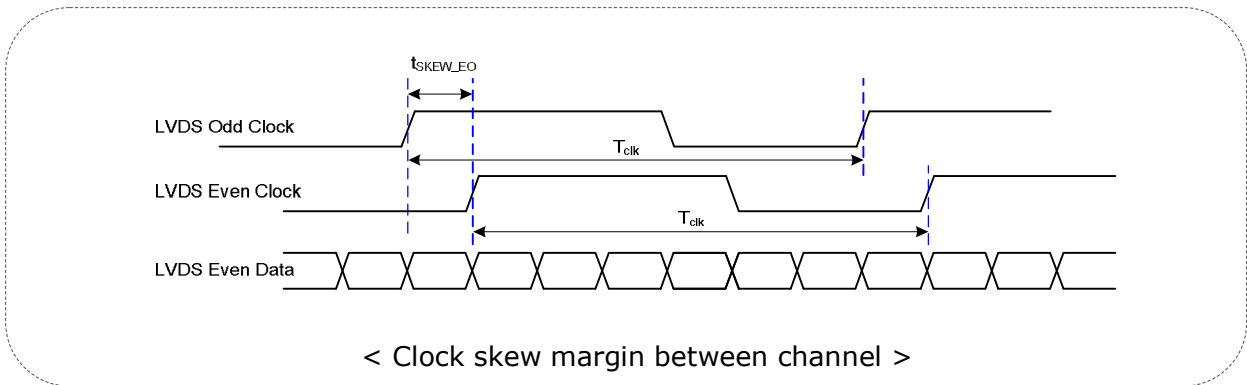 tSKEW_EO
LVDS Odd Clock
Tclk
LVDS Even Clock
Tclk
LVDS Even Data
< Clock skew margin between channel >